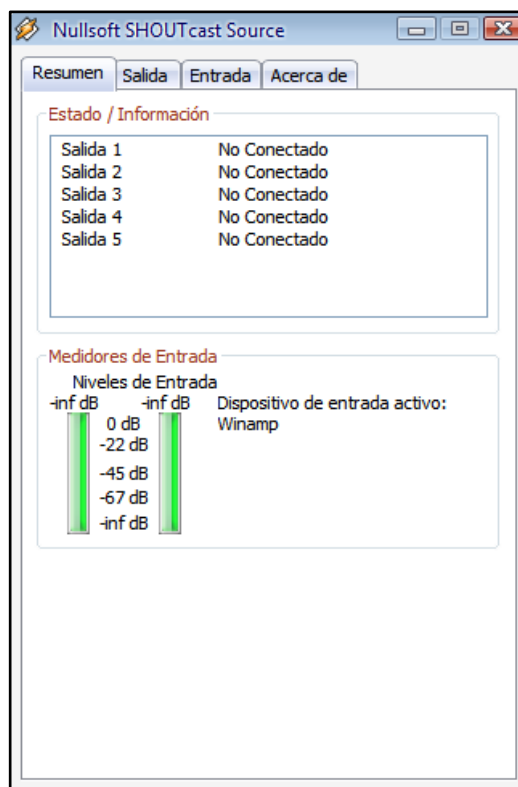 Nullsoft SHOUTcast Source
Resumen Salida Entrada Acerca de
Estado / Información
Salida 1 No Conectado
Salida 2 No Conectado
Salida 3 No Conectado
Salida 4 No Conectado
Salida 5 No Conectado
Medidores de Entrada
Niveles de Entrada
-inf dB -inf dB Dispositivo de entrada activo:
0 dB Winamp
-22 dB
-45 dB
-67 dB
-inf dB